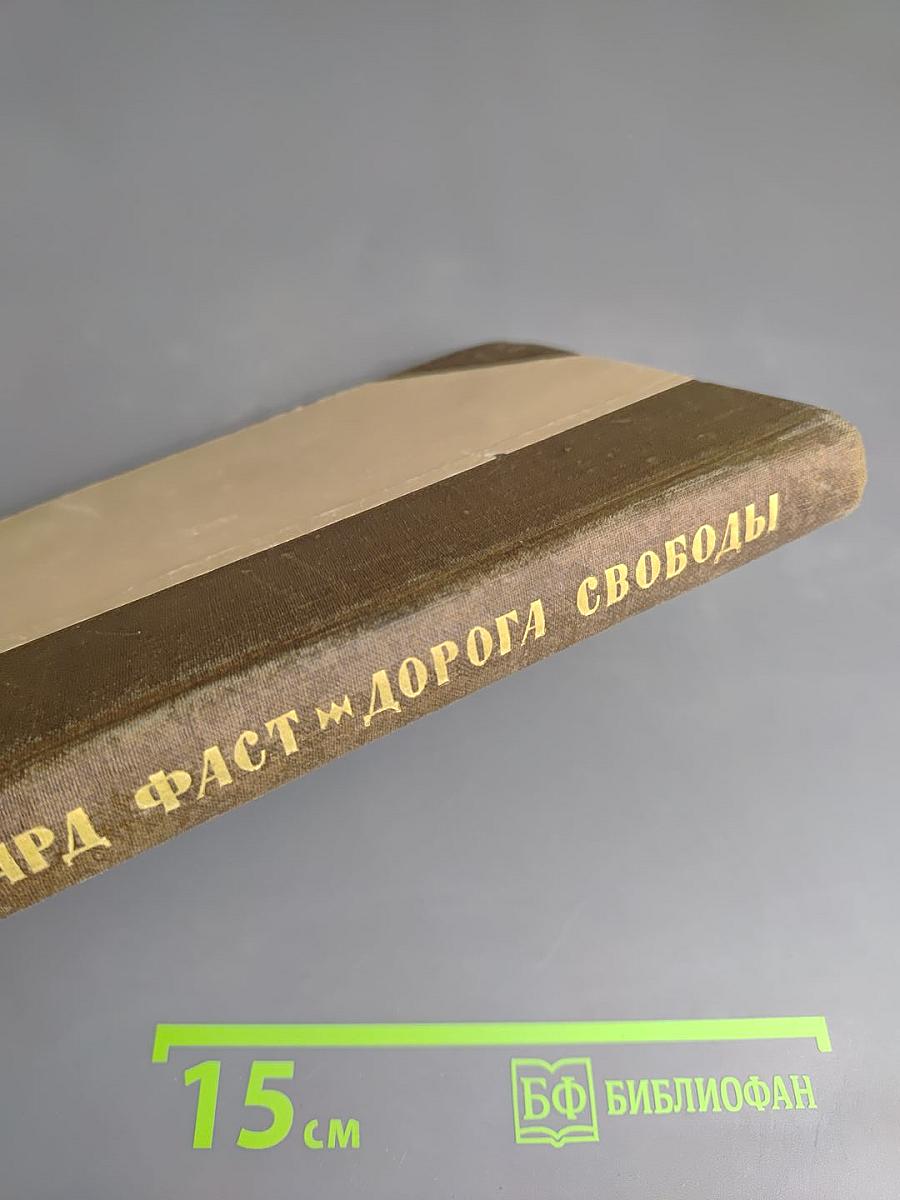 АРД ФАСТ ДОРОГА СВОБОДЫ
15 см
БФ БИБЛИОФАН